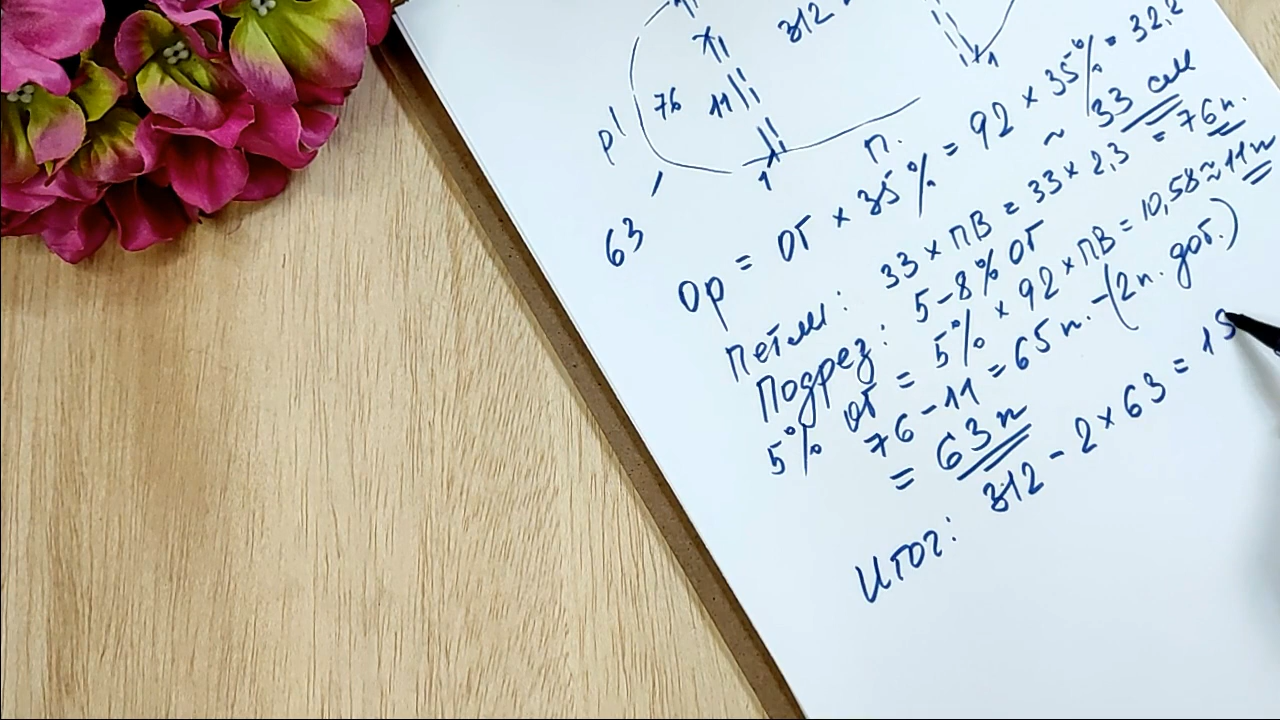 312
76 11
р
1 1
63
п.
ОР = ОГ × 35% = 92 × 35% = 32,2
~ 33 см
Петли: 33 × ПВ = 33 × 2,3 = 76 п.
Подрез: 5-8% ОГ
5% ОГ = 5% × 92 × ПВ = 10,58 ≈ 11 п
76 - 11 = 65 п. - (2 п. доб.)
= 63 п
Итог: 312 - 2 × 63 = 19